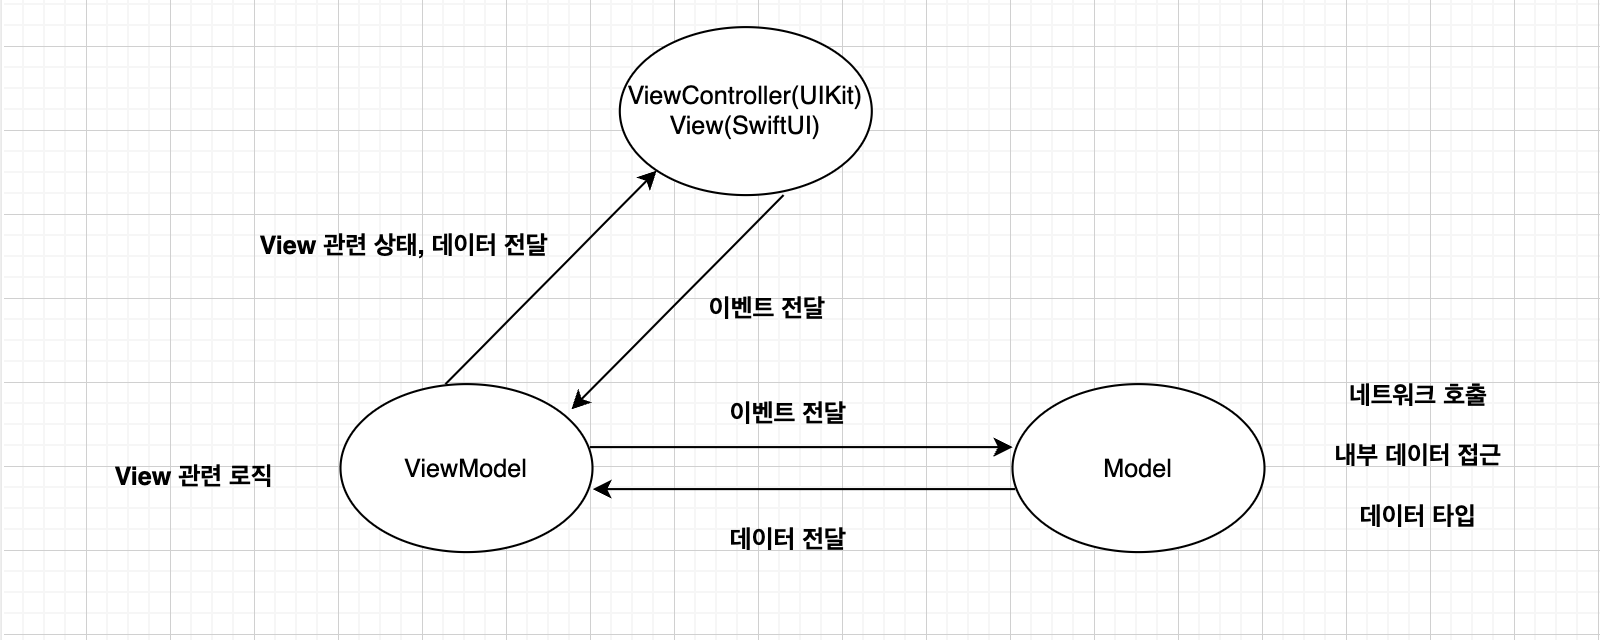 ViewController(UIKit)
View(SwiftUI)
View 관련 상태, 데이터 전달
이벤트 전달
이벤트 전달
View 관련 로직
ViewModel
Model
데이터 전달
네트워크 호출
내부 데이터 접근
데이터 타입